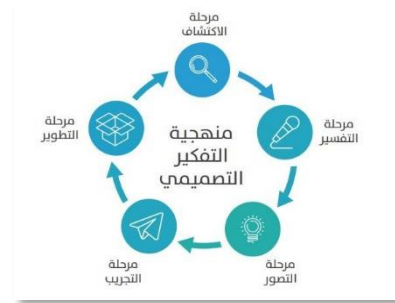 مرحلة
الاكتشاف
مرحلة
التفسير
مرحلة
التصور
مرحلة
التجريب
مرحلة
التطوير
منهجية
التفكير
التصميمي